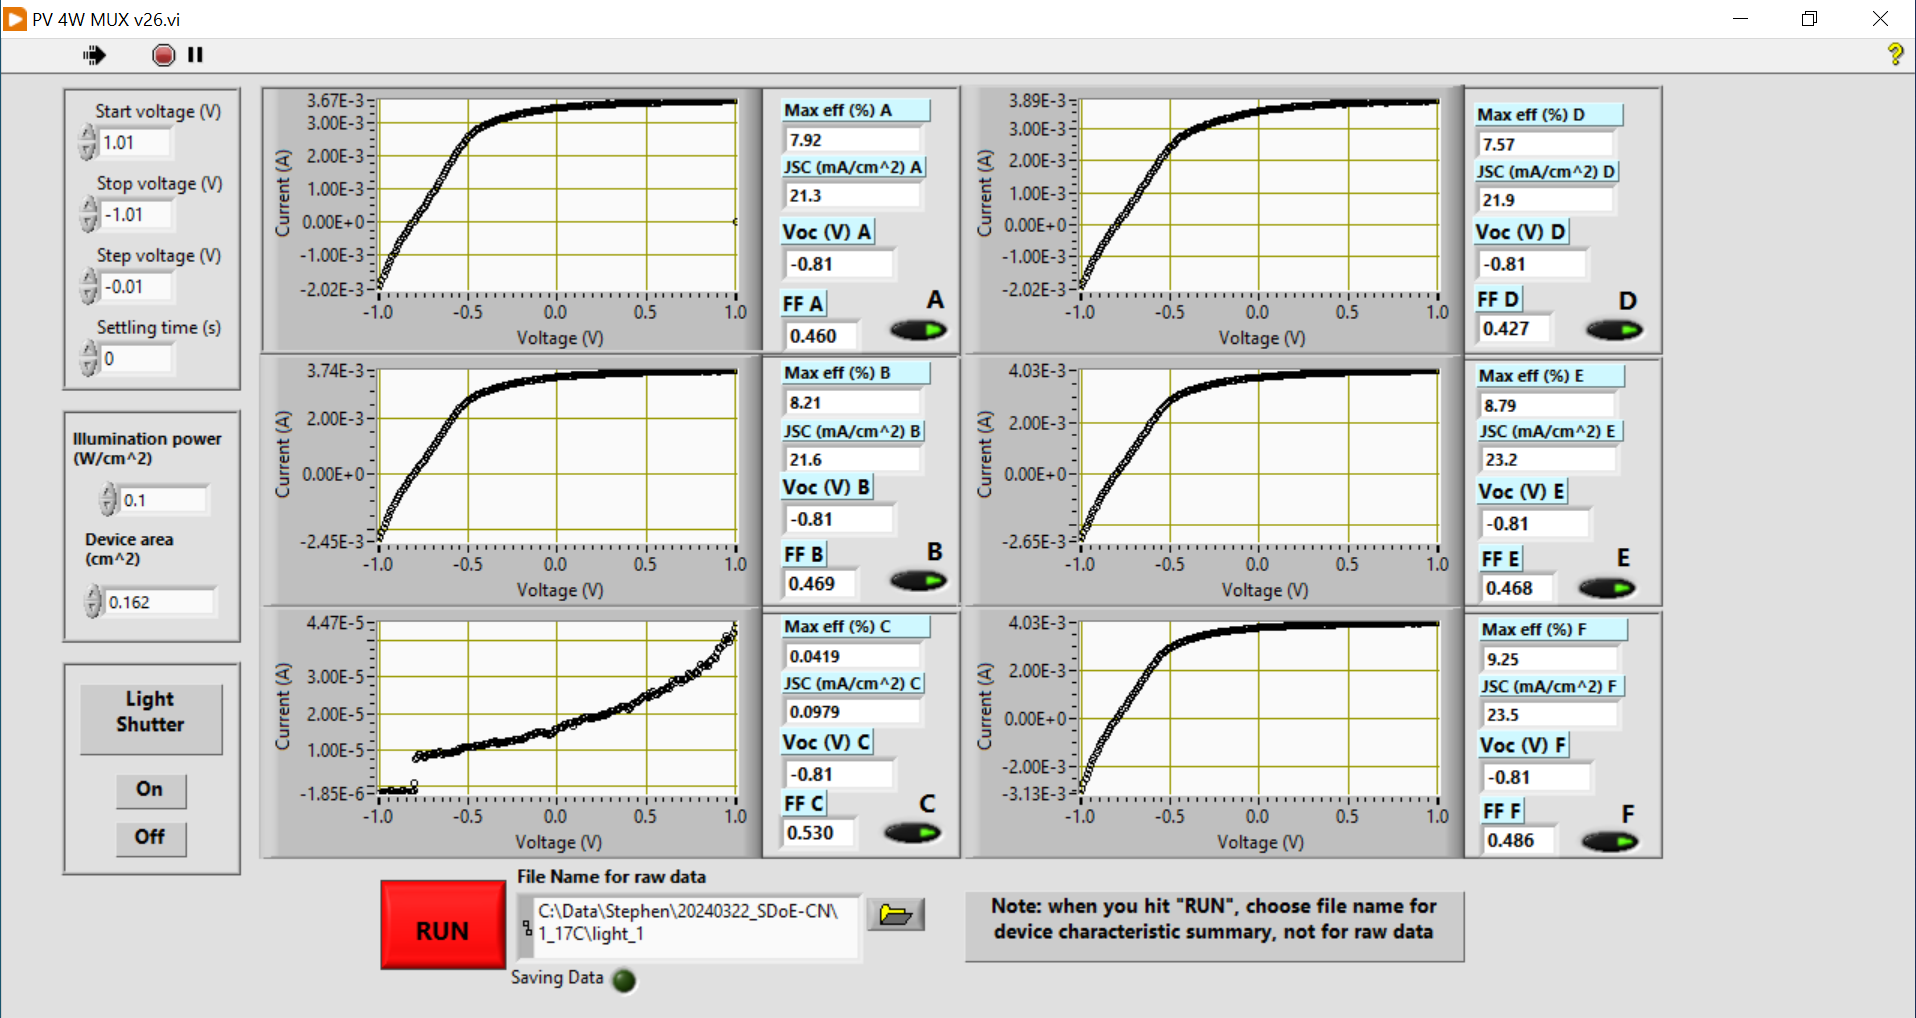 PV 4W MUX v26.vi
Start voltage (V)
1.01
Stop voltage (V)
-1.01
Step voltage (V)
-0.01
Settling time (s)
0
Illumination power
(W/cm^2)
0.1
Device area
(cm^2)
0.162
Light
Shutter
On
Off
Current (A)
3.67E-3
3.00E-3
2.00E-3
1.00E-3
0.00E+0
-1.00E-3
-2.02E-3
-1.0 -0.5 0.0 0.5 1.0
Voltage (V)
Max eff (%) A
7.92
JSC (mA/cm^2) A
21.3
Voc (V) A
-0.81
FF A
0.460
A
Current (A)
3.89E-3
3.00E-3
2.00E-3
1.00E-3
0.00E+0
-1.00E-3
-2.02E-3
-1.0 -0.5 0.0 0.5 1.0
Voltage (V)
Max eff (%) D
7.57
JSC (mA/cm^2) D
21.9
Voc (V) D
-0.81
FF D
0.427
D
Current (A)
3.74E-3
2.00E-3
0.00E+0
-2.45E-3
-1.0 -0.5 0.0 0.5 1.0
Voltage (V)
Max eff (%) B
8.21
JSC (mA/cm^2) B
21.6
Voc (V) B
-0.81
FF B
0.469
B
Current (A)
4.03E-3
2.00E-3
0.00E+0
-2.65E-3
-1.0 -0.5 0.0 0.5 1.0
Voltage (V)
Max eff (%) E
8.79
JSC (mA/cm^2) E
23.2
Voc (V) E
-0.81
FF E
0.468
E
Current (A)
4.47E-5
3.00E-5
2.00E-5
1.00E-5
-1.85E-6
-1.0 -0.5 0.0 0.5 1.0
Voltage (V)
Max eff (%) C
0.0419
JSC (mA/cm^2) C
0.0979
Voc (V) C
-0.81
FF C
0.530
C
Current (A)
4.03E-3
2.00E-3
0.00E+0
-2.00E-3
-3.13E-3
-1.0 -0.5 0.0 0.5 1.0
Voltage (V)
Max eff (%) F
9.25
JSC (mA/cm^2) F
23.5
Voc (V) F
-0.81
FF F
0.486
F
RUN
File Name for raw data
C:\Data\Stephen\20240322_SDoE-CN\
1_17C\light_1
Saving Data
Note: when you hit "RUN", choose file name for
device characteristic summary, not for raw data